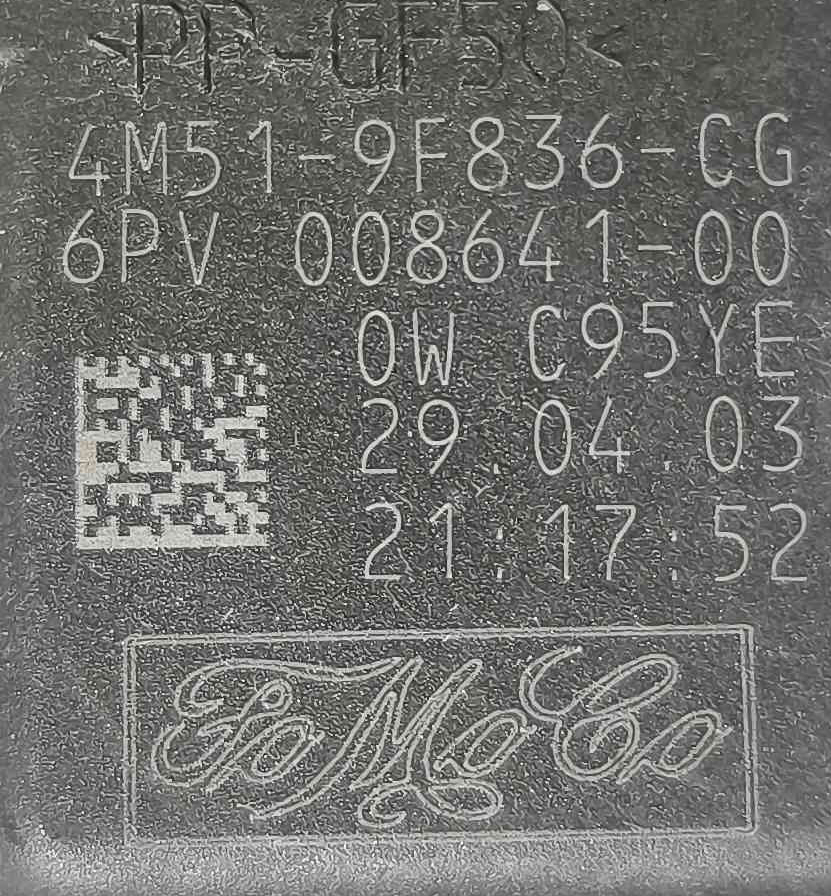 >PP-GF50<
4M51-9F836-CG
6PV 008641-00
0W C95YE
29.04.03
21:17:52
FoMoCo